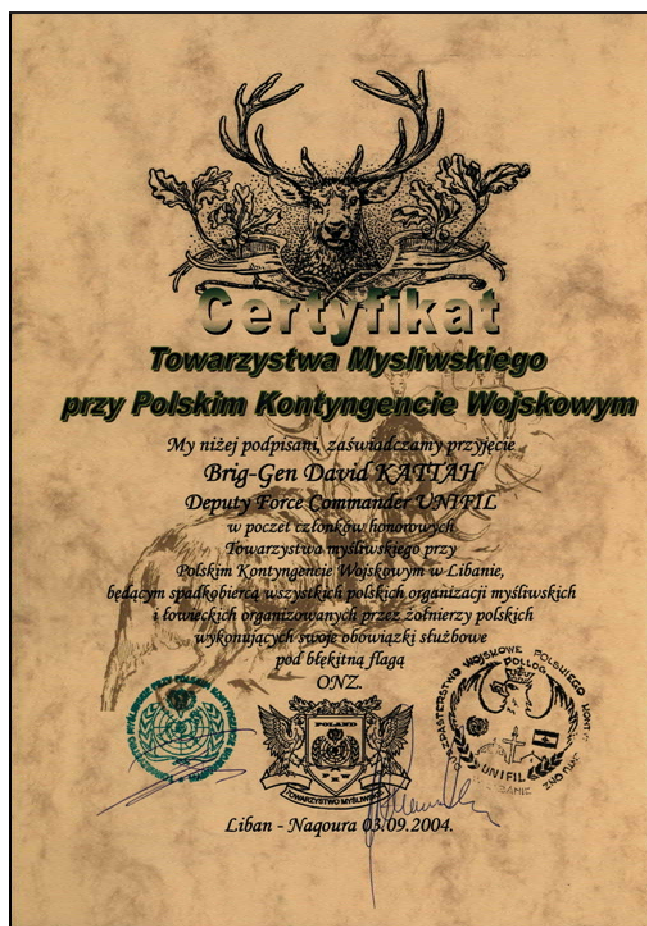 Certyfikat
Towarzystwa Mysliwskiego
przy Polskim Kontyngencie Wojskowym
My niżej podpisani, zaświadczamy przyjęcie
Brig-Gen David KATTAH
Deputy Force Commander UNIFIL
w poczet członków honorowych
Towarzystwa myśliwskiego przy
Polskim Kontyngencie Wojskowym w Libanie,
będącym spadkobiercą wszystkich polskich organizacji myśliwskich
i łowieckich organizowanych przez żołnierzy polskich
wykonujących swoje obowiązki służbowe
pod błękitną flagą
ONZ.
DUSZPASTERSTWO WOJSKOWE POLSKIEGO
POLLOG
UNIFIL
POLAND
TOWARZYSTWO MYŚLIWSKIE
Liban - Naqoura 03.09.2004.